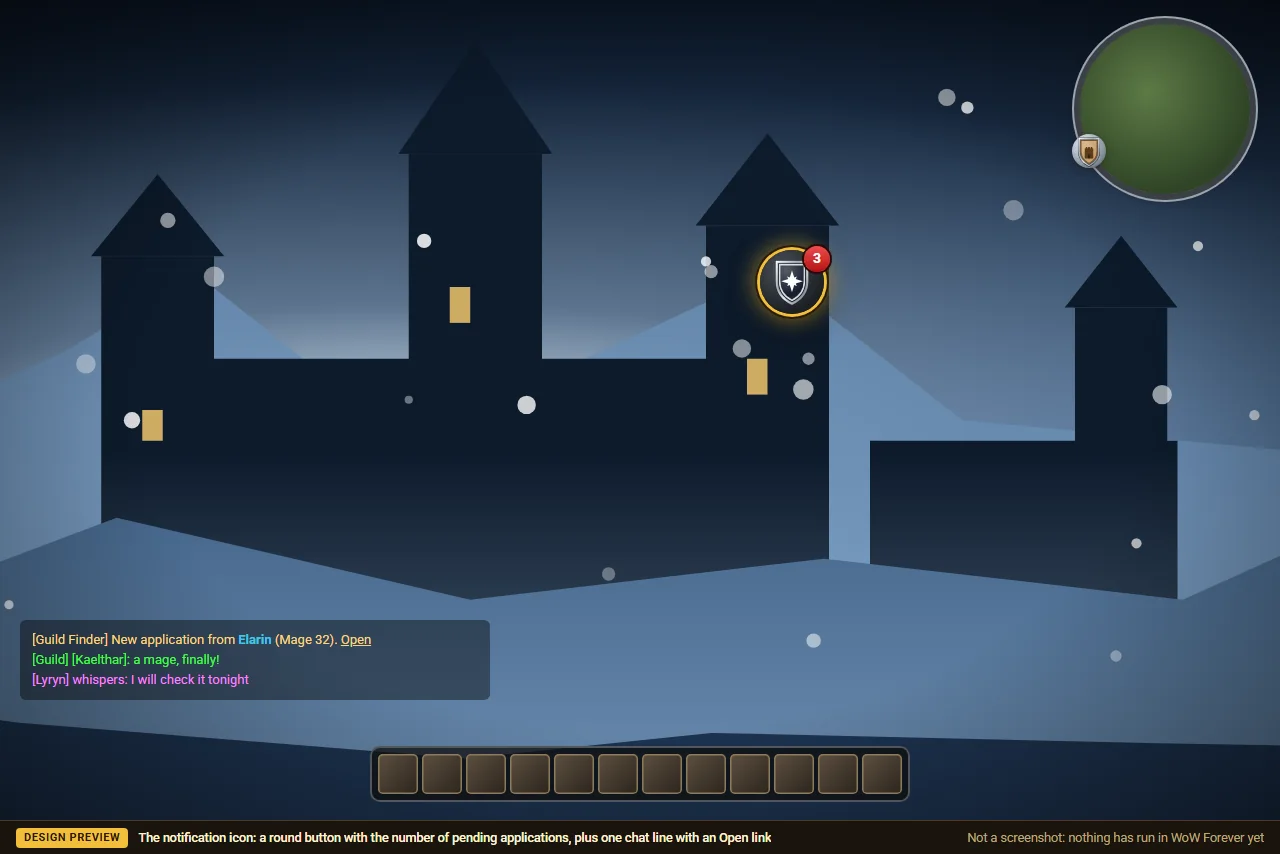 3
[Guild Finder] New application from Elarin (Mage 32). Open
[Guild] [Kaelthar]: a mage, finally!
[Lyryn] whispers: I will check it tonight
DESIGN PREVIEW The notification icon: a round button with the number of pending applications, plus one chat line with an Open link Not a screenshot: nothing has run in WoW Forever yet